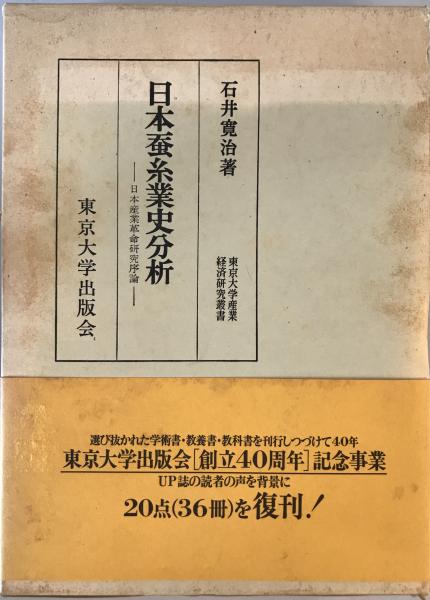 石井寛治著
東京大学産業
経済研究叢書
日本蚕糸業史分析
―日本産業革命研究序論―
東京大学出版会
選び抜かれた学術書・教養書・教科書を刊行しつづけて40年
東京大学出版会[創立40周年]記念事業
UP誌の読者の声を背景に
20点(36冊)を復刊!